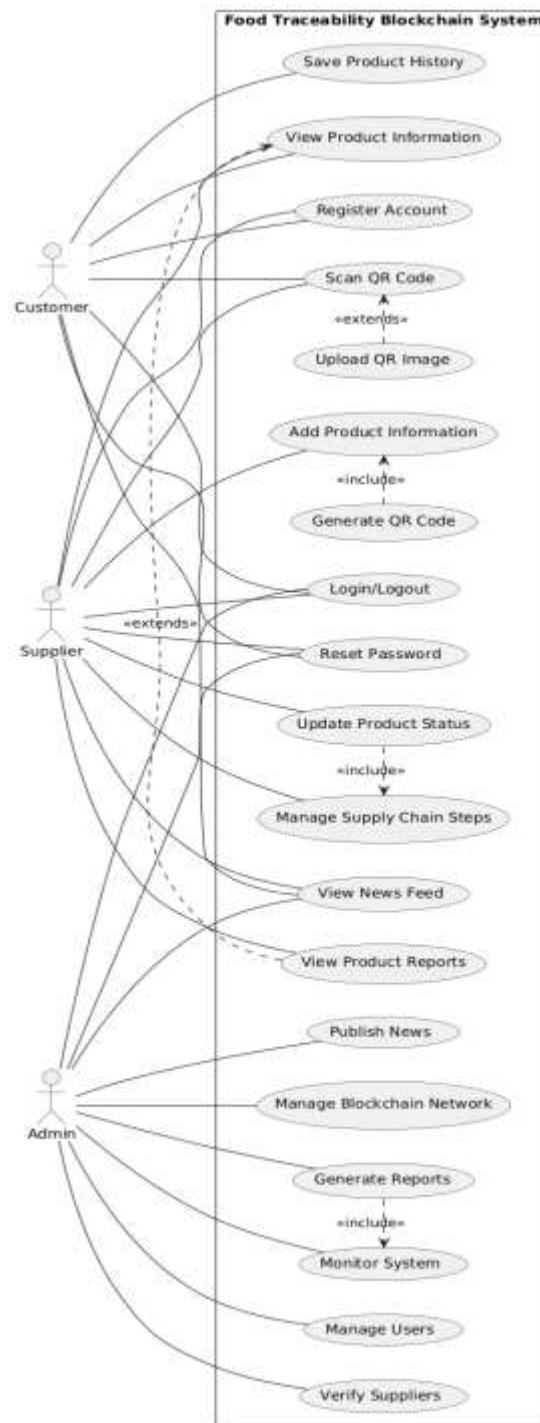 Food Traceability Blockchain System
Save Product History
View Product Information
Register Account
Customer
Scan QR Code
«extends»
Upload QR Image
Add Product Information
«include»
Generate QR Code
Login/Logout
Supplier
«extends»
Reset Password
Update Product Status
«include»
Manage Supply Chain Steps
View News Feed
View Product Reports
Publish News
Manage Blockchain Network
Admin
Generate Reports
«include»
Monitor System
Manage Users
Verify Suppliers